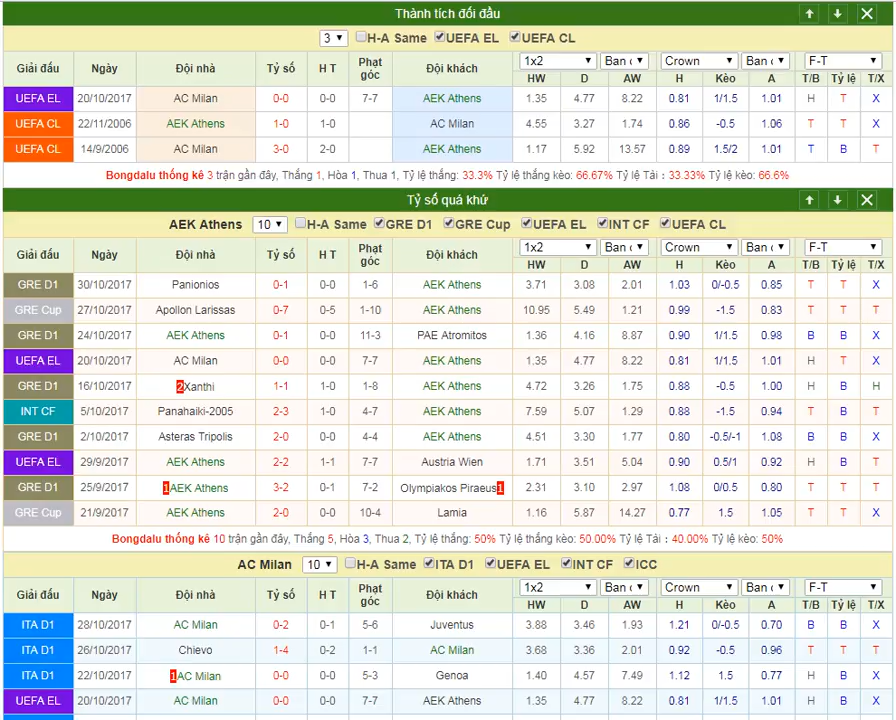 Thành tích đối đầu
3 H-A Same UEFA EL UEFA CL
Giải đấu Ngày Đội nhà Tỷ số H T Phạt góc Đội khách 1x2 Ban c Crown Ban c F-T
HW D AW H Kèo A T/B Tỷ lệ T/X
UEFA EL 20/10/2017 AC Milan 0-0 0-0 7-7 AEK Athens 1.35 4.77 8.22 0.81 1/1.5 1.01 H T X
UEFA CL 22/11/2006 AEK Athens 1-0 1-0 AC Milan 4.55 3.27 1.74 0.86 -0.5 1.06 T T X
UEFA CL 14/9/2006 AC Milan 3-0 2-0 AEK Athens 1.17 5.92 13.57 0.89 1.5/2 1.01 T B T
Bongdalu thống kê 3 trận gần đây, Thắng 1, Hòa 1, Thua 1, Tỷ lệ thắng: 33.3% Tỷ lệ thắng kèo: 66.67% Tỷ lệ Tải : 33.33% Tỷ lệ kèo: 66.6%
Tỷ số quá khứ
AEK Athens 10 H-A Same GRE D1 GRE Cup UEFA EL INT CF UEFA CL
Giải đấu Ngày Đội nhà Tỷ số H T Phạt góc Đội khách 1x2 Ban c Crown Ban c F-T
HW D AW H Kèo A T/B Tỷ lệ T/X
GRE D1 30/10/2017 Panionios 0-1 0-0 1-6 AEK Athens 3.71 3.08 2.01 1.03 0/-0.5 0.85 T T X
GRE Cup 27/10/2017 Apollon Larissas 0-7 0-5 1-10 AEK Athens 10.95 5.49 1.21 0.99 -1.5 0.83 T T T
GRE D1 24/10/2017 AEK Athens 0-1 0-0 11-3 PAE Atromitos 1.36 4.16 8.87 0.90 1/1.5 0.98 B B X
UEFA EL 20/10/2017 AC Milan 0-0 0-0 7-7 AEK Athens 1.35 4.77 8.22 0.81 1/1.5 1.01 H T X
GRE D1 16/10/2017 2Xanthi 1-1 1-0 1-8 AEK Athens 4.72 3.26 1.75 0.88 -0.5 1.00 H B H
INT CF 5/10/2017 Panahaiki-2005 2-3 1-0 4-7 AEK Athens 7.59 5.07 1.29 0.88 -1.5 0.94 T B T
GRE D1 2/10/2017 Asteras Tripolis 2-0 0-0 4-4 AEK Athens 4.51 3.30 1.77 0.80 -0.5/-1 1.08 B B X
UEFA EL 29/9/2017 AEK Athens 2-2 1-1 7-7 Austria Wien 1.71 3.51 5.04 0.90 0.5/1 0.92 H B T
GRE D1 25/9/2017 1AEK Athens 3-2 0-1 7-2 Olympiakos Piraeus1 2.31 3.10 2.97 1.08 0/0.5 0.80 T T T
GRE Cup 21/9/2017 AEK Athens 2-0 0-0 10-4 Lamia 1.16 5.87 14.27 0.77 1.5 1.05 T T X
Bongdalu thống kê 10 trận gần đây, Thắng 5, Hòa 3, Thua 2, Tỷ lệ thắng: 50% Tỷ lệ thắng kèo: 50.00% Tỷ lệ Tải : 40.00% Tỷ lệ kèo: 50%
AC Milan 10 H-A Same ITA D1 UEFA EL INT CF ICC
Giải đấu Ngày Đội nhà Tỷ số H T Phạt góc Đội khách 1x2 Ban c Crown Ban c F-T
HW D AW H Kèo A T/B Tỷ lệ T/X
ITA D1 28/10/2017 AC Milan 0-2 0-1 5-6 Juventus 3.88 3.46 1.93 1.21 0/-0.5 0.70 B B X
ITA D1 26/10/2017 Chievo 1-4 0-2 1-1 AC Milan 3.68 3.36 2.01 0.92 -0.5 0.96 T T T
ITA D1 22/10/2017 1AC Milan 0-0 0-0 5-3 Genoa 1.40 4.57 7.49 1.12 1.5 0.77 H B X
UEFA EL 20/10/2017 AC Milan 0-0 0-0 7-7 AEK Athens 1.35 4.77 8.22 0.81 1/1.5 1.01 H B X